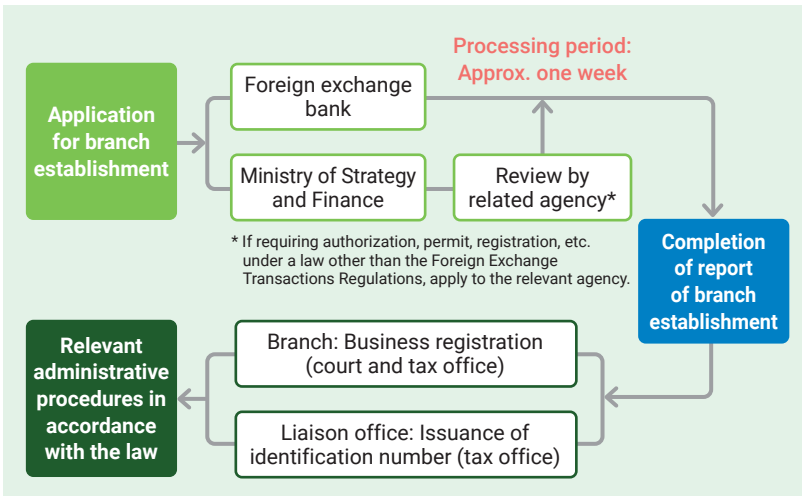 Processing period:
Approx. one week
Application
for branch
establishment
Foreign exchange
bank
Ministry of Strategy
and Finance
Review by
related agency*
* If requiring authorization, permit, registration, etc.
under a law other than the Foreign Exchange
Transactions Regulations, apply to the relevant agency.
Completion
of report
of branch
establishment
Branch: Business registration
(court and tax office)
Liaison office: Issuance of
identification number (tax office)
Relevant
administrative
procedures in
accordance
with the law